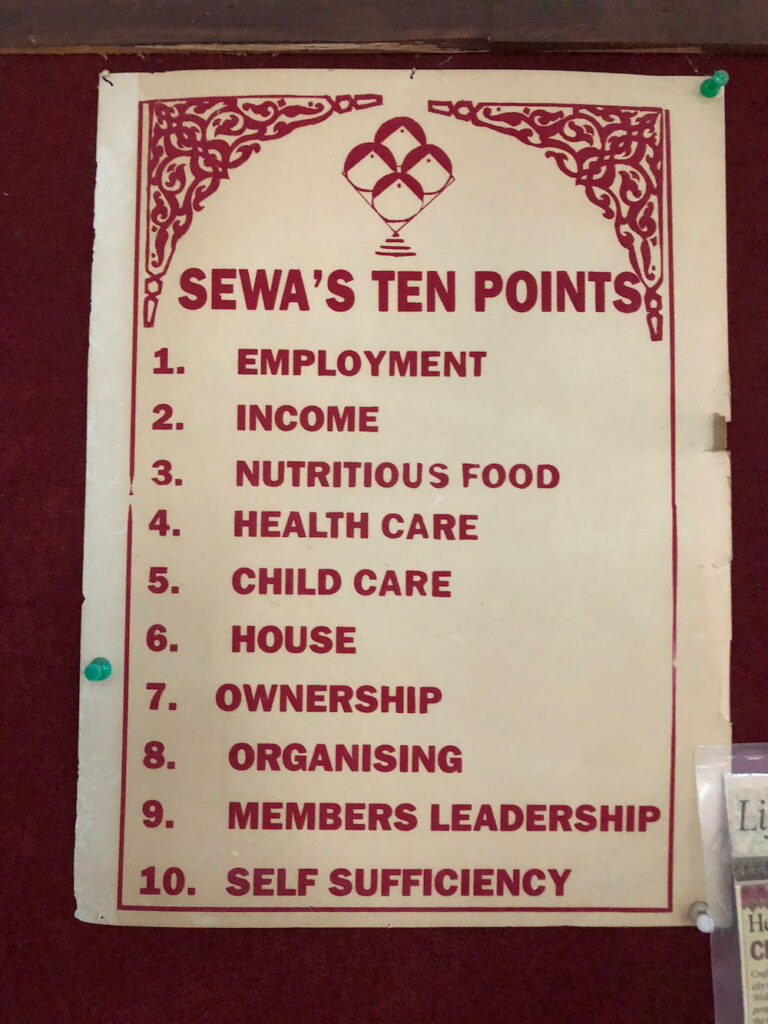 SEWA'S TEN POINTS
1. EMPLOYMENT
2. INCOME
3. NUTRITIOUS FOOD
4. HEALTH CARE
5. CHILD CARE
6. HOUSE
7. OWNERSHIP
8. ORGANISING
9. MEMBERS LEADERSHIP
10. SELF SUFFICIENCY